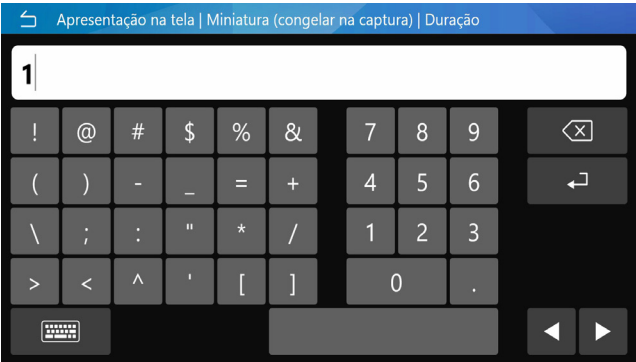 Apresentação na tela | Miniatura (congelar na captura) | Duração
1
! @ # $ % & 7 8 9
( ) - _ = + 4 5 6
\ ; : " * / 1 2 3
> < ^ ' [ ] 0 .